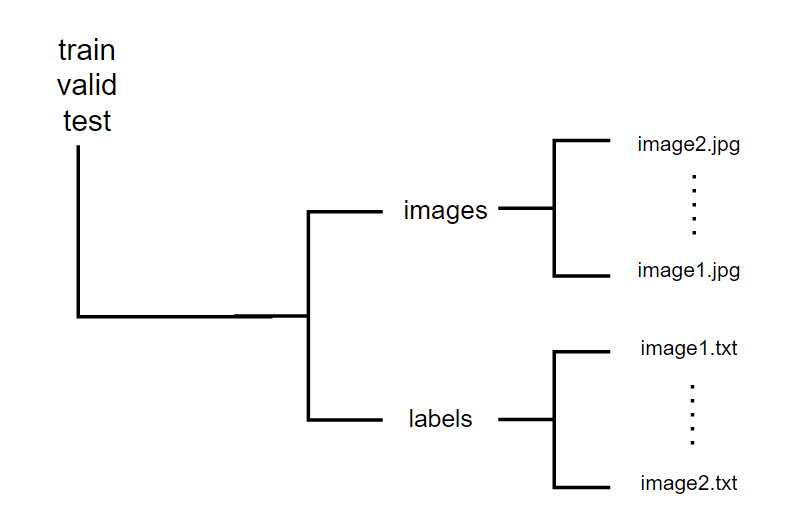 train
valid
test
images
image2.jpg
image1.jpg
labels
image1.txt
image2.txt